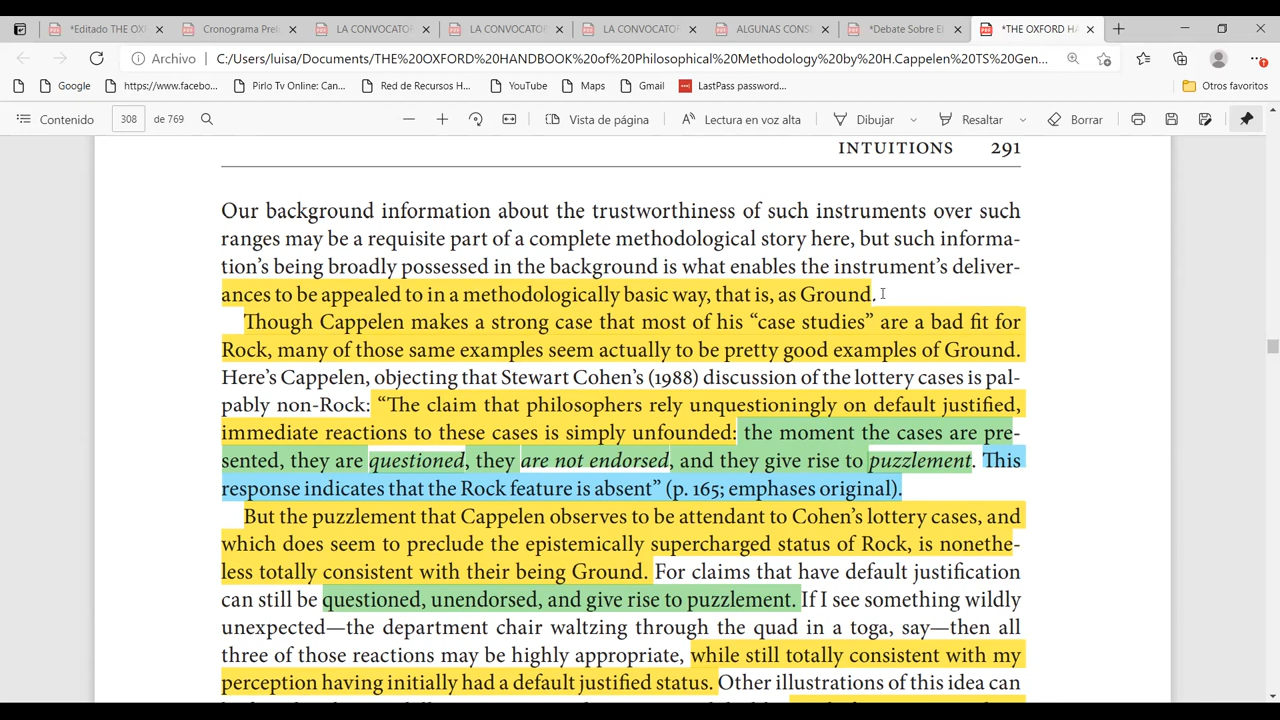 *Editado THE OX
Cronograma Prel
LA CONVOCATOR
LA CONVOCATOR
LA CONVOCATOR
ALGUNAS CONS
*Debate Sobre El
*THE OXFORD HA
Archivo
C:/Users/luisa/Documents/THE%20OXFORD%20HANDBOOK%20of%20Philosophical%20Methodology%20by%20H.Cappelen%20TS%20Gen...
Google
https://www.facebo...
Pirlo Tv Online: Can...
Red de Recursos H...
YouTube
Maps
Gmail
LastPass password...
Otros favoritos
Contenido
308
de 769
Vista de página
Lectura en voz alta
Dibujar
Resaltar
Borrar
INTUITIONS 291
Our background information about the trustworthiness of such instruments over such
ranges may be a requisite part of a complete methodological story here, but such informa-
tion's being broadly possessed in the background is what enables the instrument's deliver-
ances to be appealed to in a methodologically basic way, that is, as Ground.
Though Cappelen makes a strong case that most of his “case studies” are a bad fit for
Rock, many of those same examples seem actually to be pretty good examples of Ground.
Here's Cappelen, objecting that Stewart Cohen's (1988) discussion of the lottery cases is pal-
pably non-Rock: “The claim that philosophers rely unquestioningly on default justified,
immediate reactions to these cases is simply unfounded: the moment the cases are pre-
sented, they are questioned, they are not endorsed, and they give rise to puzzlement. This
response indicates that the Rock feature is absent” (p. 165; emphases original).
But the puzzlement that Cappelen observes to be attendant to Cohen's lottery cases, and
which does seem to preclude the epistemically supercharged status of Rock, is nonethe-
less totally consistent with their being Ground. For claims that have default justification
can still be questioned, unendorsed, and give rise to puzzlement. If I see something wildly
unexpected—the department chair waltzing through the quad in a toga, say—then all
three of those reactions may be highly appropriate, while still totally consistent with my
perception having initially had a default justified status. Other illustrations of this idea can